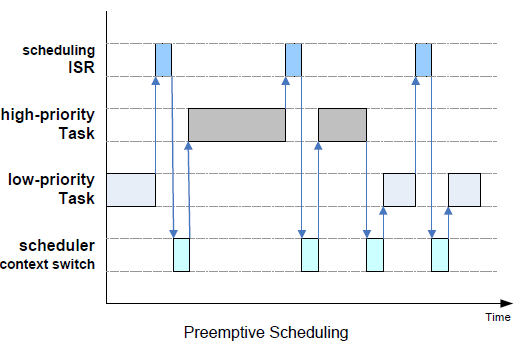 scheduling
ISR
high-priority
Task
low-priority
Task
scheduler
context switch
Time
Preemptive Scheduling